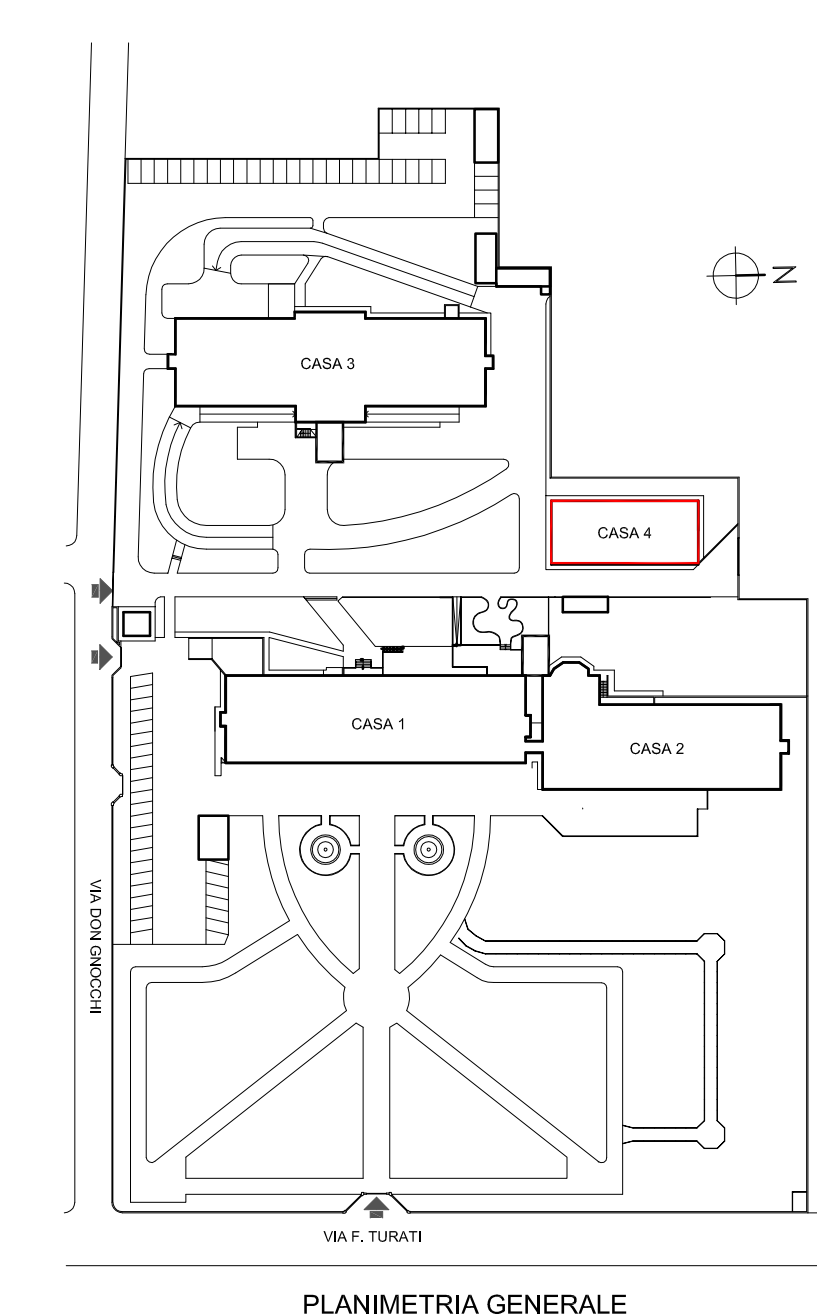 N
CASA 3
CASA 4
CASA 1
CASA 2
VIA DON GNOCCHI
VIA F. TURATI
PLANIMETRIA GENERALE